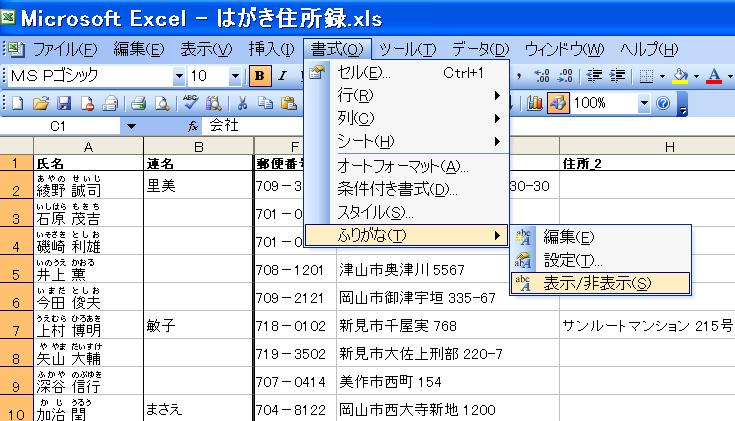 Microsoft Excel - はがき住所録.xls
ファイル(F) 編集(E) 表示(V) 挿入(I) 書式(O) ツール(T) データ(D) ウィンドウ(W) ヘルプ(H)
ＭＳ Ｐゴシック 10 B I
セル(E)... Ctrl+1
行(R)
列(C)
シート(H)
オートフォーマット(A)...
条件付き書式(D)...
スタイル(S)...
ふりがな(T)
編集(E)
設定(T)...
表示/非表示(S)
100%
C1 fx 会社
A B F H
1 氏名 連名 郵便番号 住所_2
あやの せいじ
2 綾野 誠司 里美 709－3 30-30
いしはら もきち
3 石原 茂吉 701－0
いそざき としお
4 磯崎 利雄 701－0
いのうえ かおる
5 井上 薫 708－1201 津山市奥津川 5567
いまだ としお
6 今田 俊夫 709－2121 岡山市御津宇垣 335-67
うえむら ひろあき
7 上村 博明 敏子 718－0102 新見市千屋実 768 サンルートマンション 215号
ややま だいすけ
8 矢山 大輔 719－3502 新見市大佐上刑部 220-7
ふかや のぶゆき
9 深谷 信行 707－0414 美作市西町 154
かじ うるう
10 加治 閏 まさえ 704－8122 岡山市西大寺新地 1200